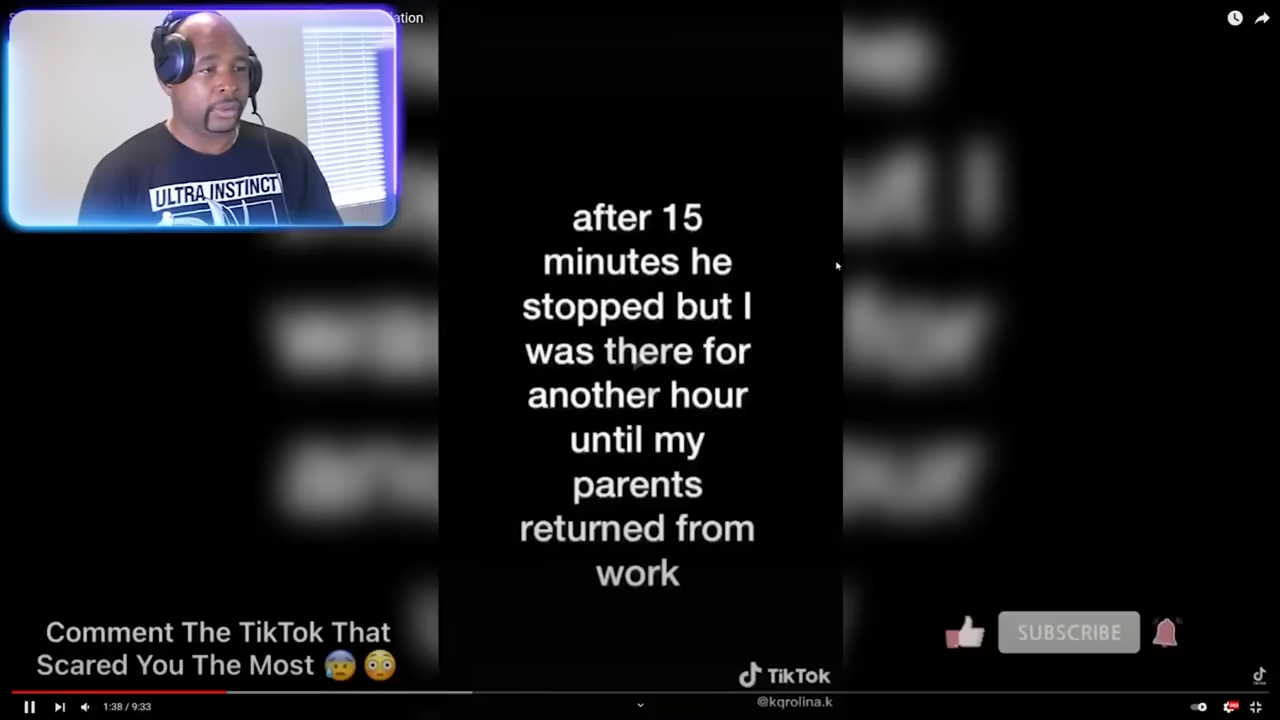 ation
ULTRA INSTINCT
after 15
minutes he
stopped but I
was there for
another hour
until my
parents
returned from
work
Comment The TikTok That
Scared You The Most 😰😳
SUBSCRIBE
TikTok
@kqrolina.k
1:38 / 9:33